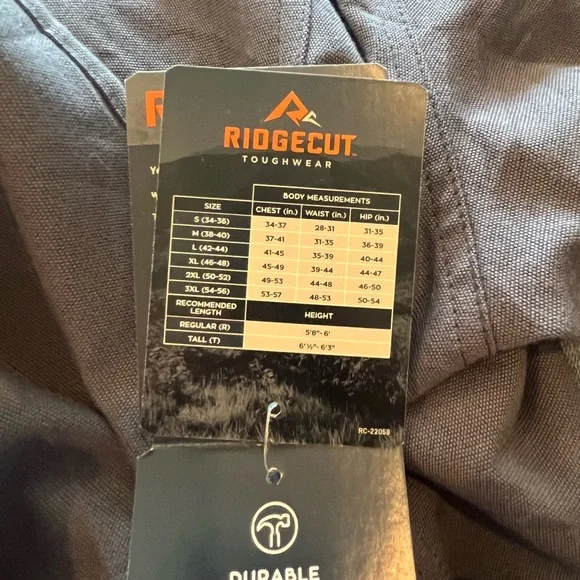 RIDGECUT
TOUGHWEAR
BODY MEASUREMENTS
SIZE CHEST (in.) WAIST (in.) HIP (in.)
S (34-36) 34-37 28-31 31-35
M (38-40) 37-41 31-35 36-39
L (42-44) 41-45 35-39 40-44
XL (46-48) 45-49 39-44 44-47
2XL (50-52) 49-53 44-48 46-50
3XL (54-56) 53-57 48-53 50-54
RECOMMENDED LENGTH HEIGHT
REGULAR (R) 5'8"- 6'
TALL (T) 6'½"- 6'3"
RC-22059
DURABLE